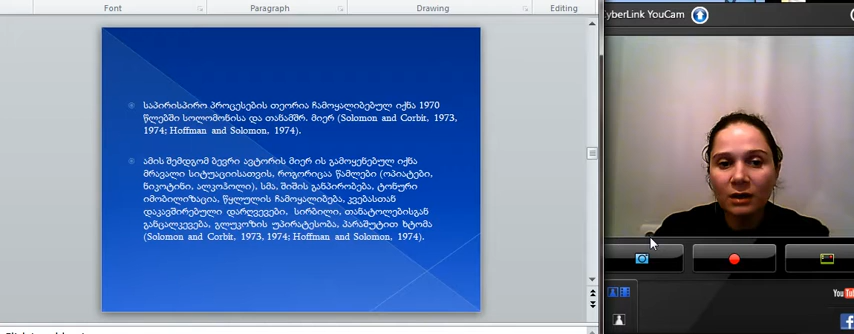 Font
Paragraph
Drawing
Editing
CyberLink YouCam
საპირისპირო პროცესების თეორია ჩამოყალიბებულ იქნა 1970
წლებში სოლომონისა და თანამშრ. მიერ (Solomon and Corbit, 1973,
1974; Hoffman and Solomon, 1974).
ამის შემდგომ ბევრი ავტორის მიერ ის გამოყენებულ იქნა
მრავალი სიტუაციისათვის, როგორიცაა წამლები (ოპიატები,
ნიკოტინი, ალკოჰოლი), სმა, შიშის განპირობება, ტონური
იმობილიზაცია, წყლულის ჩამოყალიბება, კვებასთან
დაკავშირებული დარღვევები, სირბილი, თანატოლებისგან
განცალკევება, გლუკოზის უპირატესობა, პარაშუტით ხტომა
(Solomon and Corbit, 1973, 1974; Hoffman and Solomon, 1974).
You